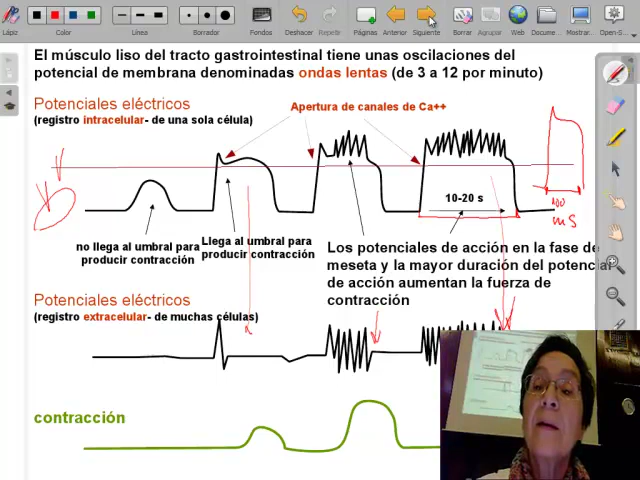 Lápiz
Color
Línea
Borrador
Fondos
Deshacer
Restaurar
Páginas
Anterior
Siguiente
Borrar
Agrupar
Web
Docume...
Mostrar...
Open-S...
El músculo liso del tracto gastrointestinal tiene unas oscilaciones del
potencial de membrana denominadas ondas lentas (de 3 a 12 por minuto)
Potenciales eléctricos
(registro intracelular- de una sola célula)
Apertura de canales de Ca++
V
100
mS
10-20 s
no llega al umbral para
producir contracción
Llega al umbral para
producir contracción
Los potenciales de acción en la fase de
meseta y la mayor duración del potencial
de acción aumentan la fuerza de
contracción
Potenciales eléctricos
(registro extracelular- de muchas células)
contracción